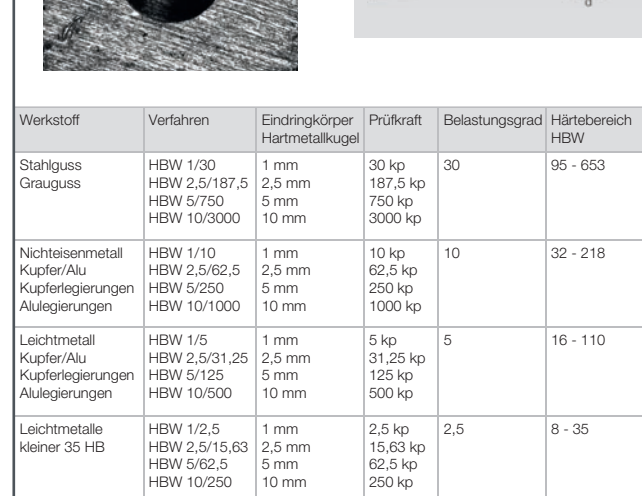 Werkstoff Verfahren Eindringkörper Prüfkraft Belastungsgrad Härtebereich
Hartmetallkugel HBW
Stahlguss HBW 1/30 1 mm 30 kp 30 95 - 653
Grauguss HBW 2,5/187,5 2,5 mm 187,5 kp
HBW 5/750 5 mm 750 kp
HBW 10/3000 10 mm 3000 kp
Nichteisenmetall HBW 1/10 1 mm 10 kp 10 32 - 218
Kupfer/Alu HBW 2,5/62,5 2,5 mm 62,5 kp
Kupferlegierungen HBW 5/250 5 mm 250 kp
Alulegierungen HBW 10/1000 10 mm 1000 kp
Leichtmetall HBW 1/5 1 mm 5 kp 5 16 - 110
Kupfer/Alu HBW 2,5/31,25 2,5 mm 31,25 kp
Kupferlegierungen HBW 5/125 5 mm 125 kp
Alulegierungen HBW 10/500 10 mm 500 kp
Leichtmetalle HBW 1/2,5 1 mm 2,5 kp 2,5 8 - 35
kleiner 35 HB HBW 2,5/15,63 2,5 mm 15,63 kp
HBW 5/62,5 5 mm 62,5 kp
HBW 10/250 10 mm 250 kp